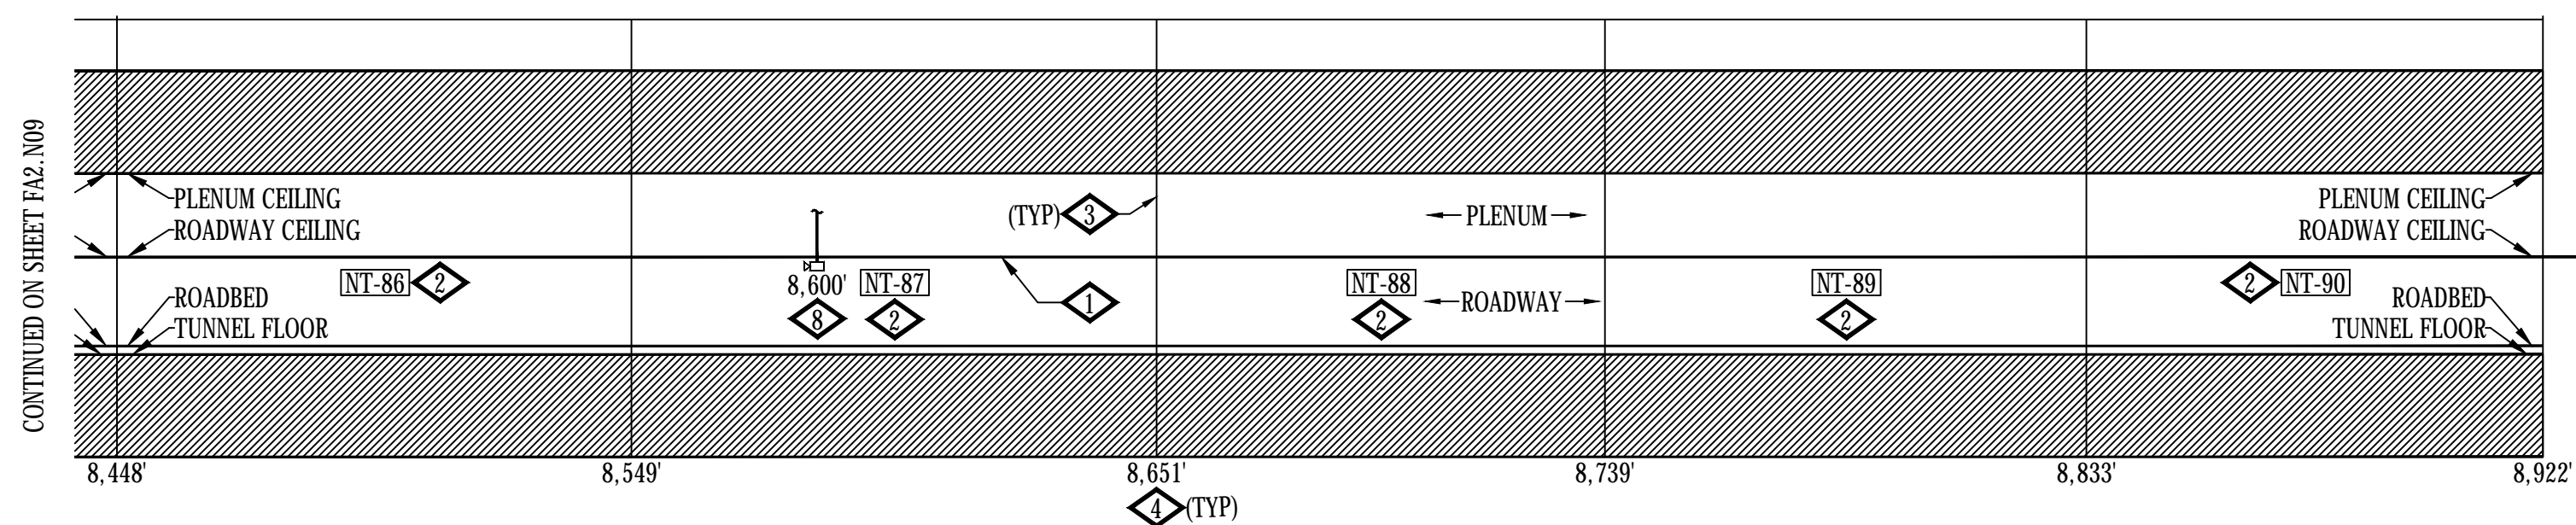 CONTINUED ON SHEET FA2.N09
PLENUM CEILING
ROADWAY CEILING
(TYP) 3
PLENUM
PLENUM CEILING
ROADWAY CEILING
NT-86 2
8,600'
8
NT-87
2
1
NT-88
2
ROADWAY
NT-89
2
2 NT-90
ROADBED
TUNNEL FLOOR
ROADBED
TUNNEL FLOOR
8,448'
8,549'
8,651'
8,739'
8,833'
8,922'
4 (TYP)